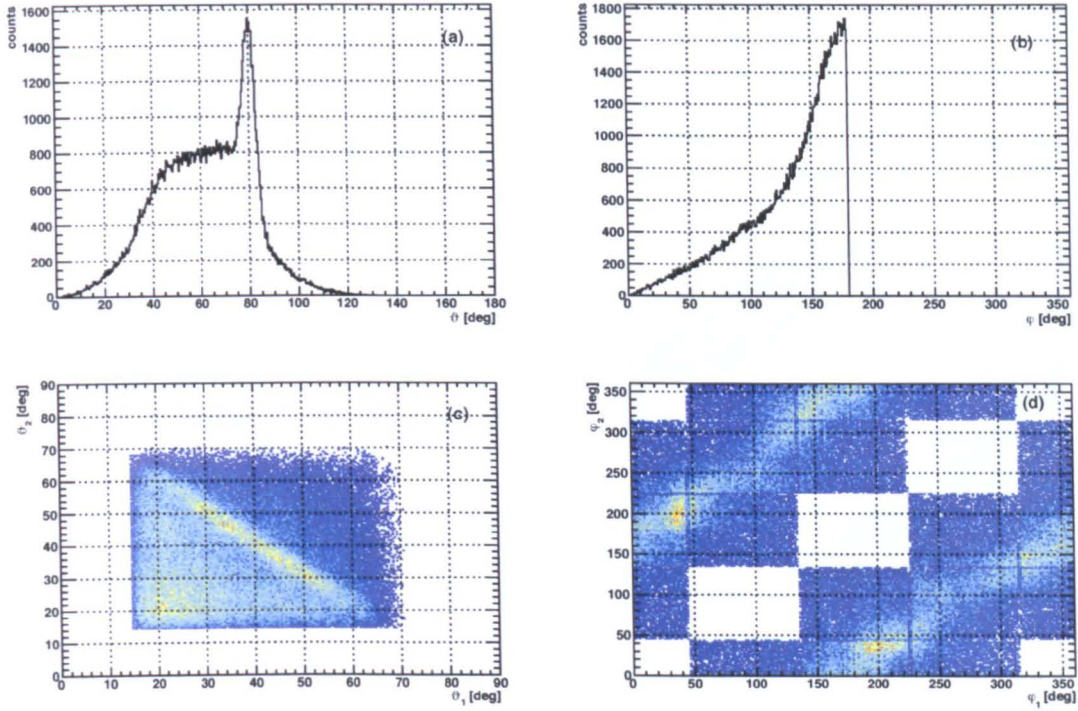 counts
1600
1400
1200
1000
800
600
400
200
0
(a)
0 20 40 60 80 100 120 140 160 180
ϑ [deg]
counts
1800
1600
1400
1200
1000
800
600
400
200
0
(b)
0 50 100 150 200 250 300 350
φ [deg]
ϑ₂ [deg]
90
80
70
60
50
40
30
20
10
0
(c)
0 10 20 30 40 50 60 70 80 90
ϑ₁ [deg]
φ₂ [deg]
350
300
250
200
150
100
50
0
(d)
0 50 100 150 200 250 300 350
φ₁ [deg]